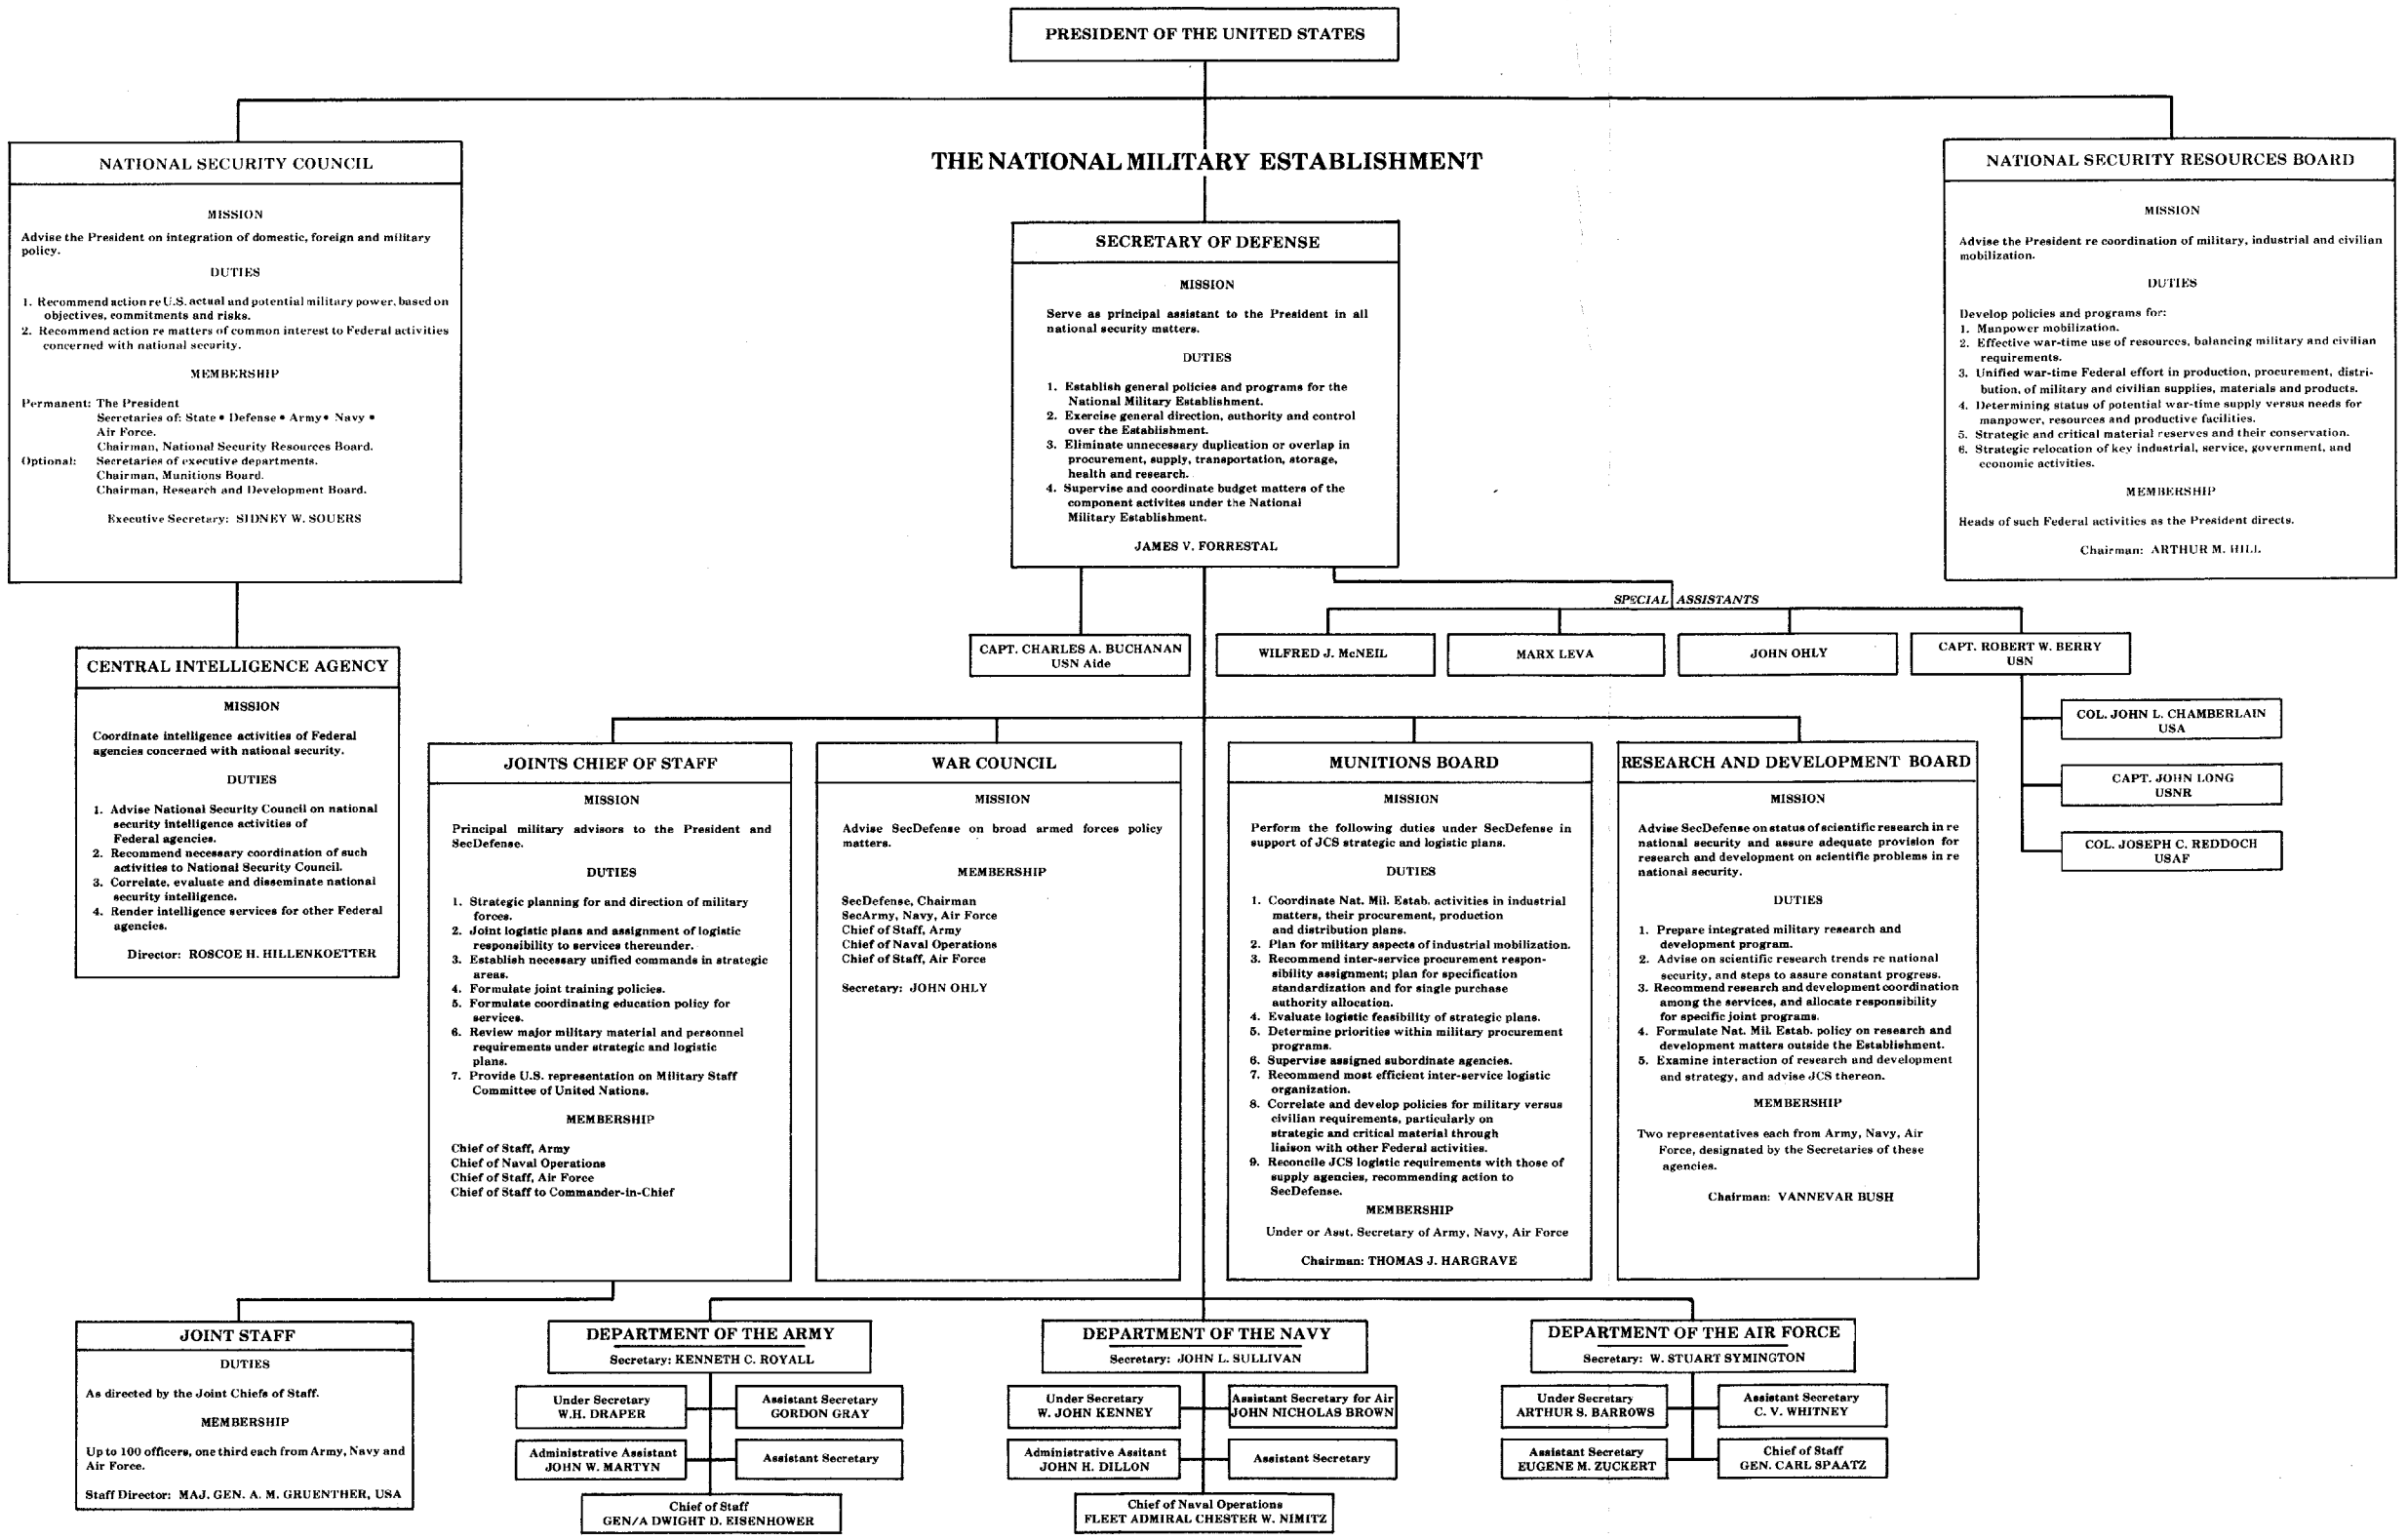 PRESIDENT OF THE UNITED STATES
NATIONAL SECURITY COUNCIL
MISSION
Advise the President on integration of domestic, foreign and military
policy.
DUTIES
1. Recommend action re U.S. actual and potential military power, based on
objectives, commitments and risks.
2. Recommend action re matters of common interest to Federal activities
concerned with national security.
MEMBERSHIP
Permanent: The President
Secretaries of: State • Defense • Army • Navy •
Air Force.
Chairman, National Security Resources Board.
Optional: Secretaries of executive departments.
Chairman, Munitions Board.
Chairman, Research and Development Board.
Executive Secretary: SIDNEY W. SOUERS
THE NATIONAL MILITARY ESTABLISHMENT
SECRETARY OF DEFENSE
MISSION
Serve as principal assistant to the President in all
national security matters.
DUTIES
1. Establish general policies and programs for the
National Military Establishment.
2. Exercise general direction, authority and control
over the Establishment.
3. Eliminate unnecessary duplication or overlap in
procurement, supply, transportation, storage,
health and research.
4. Supervise and coordinate budget matters of the
component activites under the National
Military Establishment.
JAMES V. FORRESTAL
NATIONAL SECURITY RESOURCES BOARD
MISSION
Advise the President re coordination of military, industrial and civilian
mobilization.
DUTIES
Develop policies and programs for:
1. Manpower mobilization.
2. Effective war-time use of resources, balancing military and civilian
requirements.
3. Unified war-time Federal effort in production, procurement, distri-
bution, of military and civilian supplies, materials and products.
4. Determining status of potential war-time supply versus needs for
manpower, resources and productive facilities.
5. Strategic and critical material reserves and their conservation.
6. Strategic relocation of key industrial, service, government, and
economic activities.
MEMBERSHIP
Heads of such Federal activities as the President directs.
Chairman: ARTHUR M. HILL
SPECIAL ASSISTANTS
CAPT. CHARLES A. BUCHANAN
USN Aide
WILFRED J. McNEIL
MARX LEVA
JOHN OHLY
CAPT. ROBERT W. BERRY
USN
COL. JOHN L. CHAMBERLAIN
USA
CAPT. JOHN LONG
USNR
COL. JOSEPH C. REDDOCH
USAF
CENTRAL INTELLIGENCE AGENCY
MISSION
Coordinate intelligence activities of Federal
agencies concerned with national security.
DUTIES
1. Advise National Security Council on national
security intelligence activities of
Federal agencies.
2. Recommend necessary coordination of such
activities to National Security Council.
3. Correlate, evaluate and disseminate national
security intelligence.
4. Render intelligence services for other Federal
agencies.
Director: ROSCOE H. HILLENKOETTER
JOINTS CHIEF OF STAFF
MISSION
Principal military advisors to the President and
SecDefense.
DUTIES
1. Strategic planning for and direction of military
forces.
2. Joint logistic plans and assignment of logistic
responsibility to services thereunder.
3. Establish necessary unified commands in strategic
areas.
4. Formulate joint training policies.
5. Formulate coordinating education policy for
services.
6. Review major military material and personnel
requirements under strategic and logistic
plans.
7. Provide U.S. representation on Military Staff
Committee of United Nations.
MEMBERSHIP
Chief of Staff, Army
Chief of Naval Operations
Chief of Staff, Air Force
Chief of Staff to Commander-in-Chief
WAR COUNCIL
MISSION
Advise SecDefense on broad armed forces policy
matters.
MEMBERSHIP
SecDefense, Chairman
SecArmy, Navy, Air Force
Chief of Staff, Army
Chief of Naval Operations
Chief of Staff, Air Force
Secretary: JOHN OHLY
MUNITIONS BOARD
MISSION
Perform the following duties under SecDefense in
support of JCS strategic and logistic plans.
DUTIES
1. Coordinate Nat. Mil. Estab. activities in industrial
matters, their procurement, production
and distribution plans.
2. Plan for military aspects of industrial mobilization.
3. Recommend inter-service procurement respon-
sibility assignment; plan for specification
standardization and for single purchase
authority allocation.
4. Evaluate logistic feasibility of strategic plans.
5. Determine priorities within military procurement
programs.
6. Supervise assigned subordinate agencies.
7. Recommend most efficient inter-service logistic
organization.
8. Correlate and develop policies for military versus
civilian requirements, particularly on
strategic and critical material through
liaison with other Federal activities.
9. Reconcile JCS logistic requirements with those of
supply agencies, recommending action to
SecDefense.
MEMBERSHIP
Under or Asst. Secretary of Army, Navy, Air Force
Chairman: THOMAS J. HARGRAVE
RESEARCH AND DEVELOPMENT BOARD
MISSION
Advise SecDefense on status of scientific research in re
national security and assure adequate provision for
research and development on scientific problems in re
national security.
DUTIES
1. Prepare integrated military research and
development program.
2. Advise on scientific research trends re national
security, and steps to assure constant progress.
3. Recommend research and development coordination
among the services, and allocate responsibility
for specific joint programs.
4. Formulate Nat. Mil. Estab. policy on research and
development matters outside the Establishment.
5. Examine interaction of research and development
and strategy, and advise JCS thereon.
MEMBERSHIP
Two representatives each from Army, Navy, Air
Force, designated by the Secretaries of these
agencies.
Chairman: VANNEVAR BUSH
JOINT STAFF
DUTIES
As directed by the Joint Chiefs of Staff.
MEMBERSHIP
Up to 100 officers, one third each from Army, Navy and
Air Force.
Staff Director: MAJ. GEN. A. M. GRUENTHER, USA
DEPARTMENT OF THE ARMY
Secretary: KENNETH C. ROYALL
Under Secretary
W.H. DRAPER
Assistant Secretary
GORDON GRAY
Administrative Assistant
JOHN W. MARTYN
Assistant Secretary
Chief of Staff
GEN/A DWIGHT D. EISENHOWER
DEPARTMENT OF THE NAVY
Secretary: JOHN L. SULLIVAN
Under Secretary
W. JOHN KENNEY
Assistant Secretary for Air
JOHN NICHOLAS BROWN
Administrative Assitant
JOHN H. DILLON
Assistant Secretary
Chief of Naval Operations
FLEET ADMIRAL CHESTER W. NIMITZ
DEPARTMENT OF THE AIR FORCE
Secretary: W. STUART SYMINGTON
Under Secretary
ARTHUR S. BARROWS
Assistant Secretary
C. V. WHITNEY
Assistant Secretary
EUGENE M. ZUCKERT
Chief of Staff
GEN. CARL SPAATZ